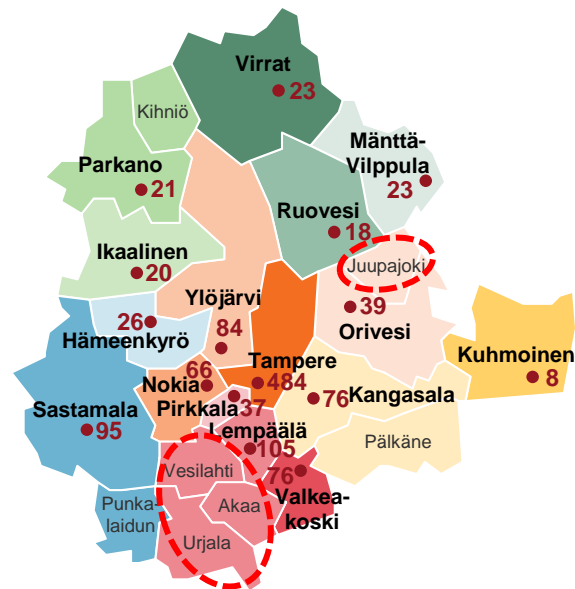 Virrat
23
Kihniö
Mänttä-
Vilppula
23
Parkano
21
Ruovesi
18
Juupajoki
Ikaalinen
20
Ylöjärvi
84
26
Hämeenkyrö
39
Orivesi
Kuhmoinen
8
66
Nokia
Tampere
484
Pirkkala
37
76
Kangasala
Sastamala
95
Lempäälä
105
Pälkäne
Vesilahti
76
Valkea-
koski
Punka-
laidun
Akaa
Urjala